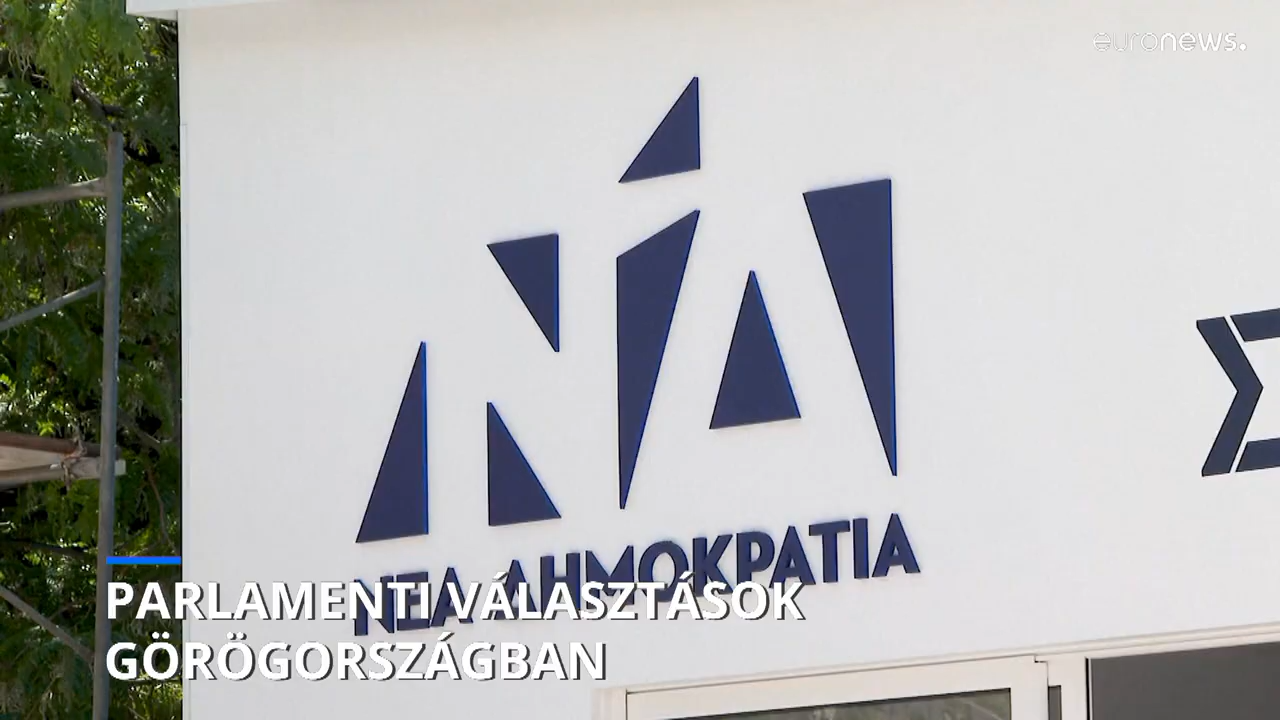 euronews.
ΝΔ
ΝΕΑ ΔΗΜΟΚΡΑΤΙΑ
Σ
PARLAMENTI VÁLASZTÁSOK
GÖRÖGORSZÁGBAN